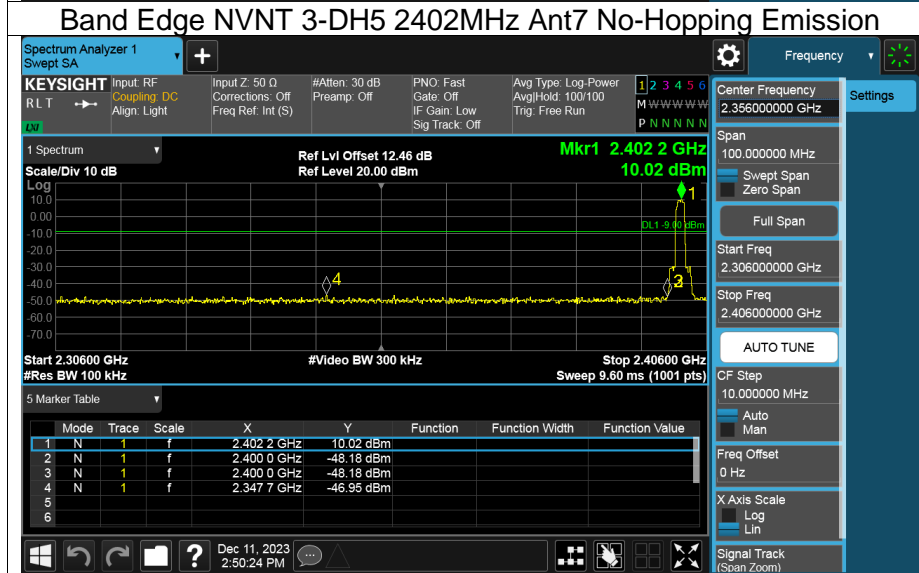 Band Edge NVNT 3-DH5 2402MHz Ant7 No-Hopping Emission
Spectrum Analyzer 1
Swept SA
+
Frequency
KEYSIGHT
RLT
LXI
Input: RF
Coupling: DC
Align: Light
Input Z: 50 Ω
Corrections: Off
Freq Ref: Int (S)
#Atten: 30 dB
Preamp: Off
PNO: Fast
Gate: Off
IF Gain: Low
Sig Track: Off
Avg Type: Log-Power
Avg|Hold: 100/100
Trig: Free Run
1 2 3 4 5 6
M W W W W W
P N N N N N
1 Spectrum
Scale/Div 10 dB
Ref Lvl Offset 12.46 dB
Ref Level 20.00 dBm
Mkr1 2.402 2 GHz
10.02 dBm
Log
10.0
0.00
-10.0
-20.0
-30.0
-40.0
-50.0
-60.0
-70.0
1
DL1 -9.00 dBm
4
Start 2.30600 GHz
#Video BW 300 kHz
Stop 2.40600 GHz
#Res BW 100 kHz
Sweep 9.60 ms (1001 pts)
5 Marker Table
Mode Trace Scale X Y Function Function Width Function Value
1 N 1 f 2.402 2 GHz 10.02 dBm
2 N 1 f 2.400 0 GHz -48.18 dBm
3 N 1 f 2.400 0 GHz -48.18 dBm
4 N 1 f 2.347 7 GHz -46.95 dBm
5
6
?
Dec 11, 2023
2:50:24 PM
Center Frequency
2.356000000 GHz
Settings
Span
100.000000 MHz
Swept Span
Zero Span
Full Span
Start Freq
2.306000000 GHz
Stop Freq
2.406000000 GHz
AUTO TUNE
CF Step
10.000000 MHz
Auto
Man
Freq Offset
0 Hz
X Axis Scale
Log
Lin
Signal Track
(Span Zoom)